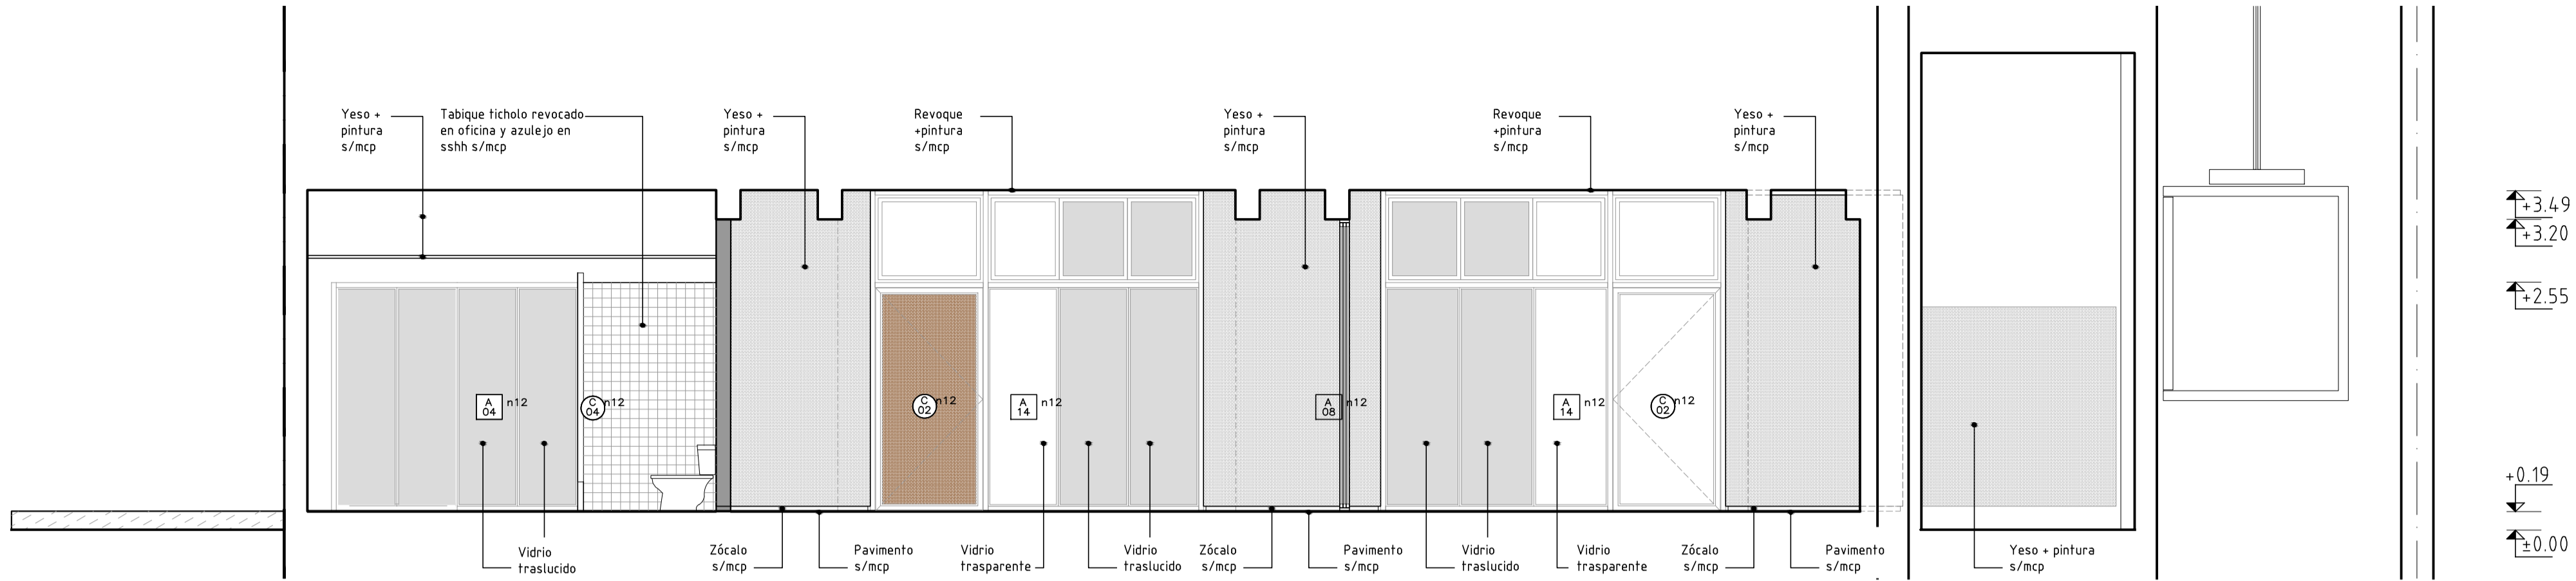 Yeso +
pintura
s/mcp
Tabique ticholo revocado
en oficina y azulejo en
sshh s/mcp
Yeso +
pintura
s/mcp
Revoque
+pintura
s/mcp
Yeso +
pintura
s/mcp
Revoque
+pintura
s/mcp
Yeso +
pintura
s/mcp
+3.49
+3.20
+2.55
A
04
n12
C
04
n12
C
02
n12
A
14
n12
A
08
n12
A
14
n12
C
02
n12
+0.19
±0.00
Vidrio
traslucido
Zócalo
s/mcp
Pavimento
s/mcp
Vidrio
trasparente
Vidrio
traslucido
Zócalo
s/mcp
Pavimento
s/mcp
Vidrio
traslucido
Vidrio
trasparente
Zócalo
s/mcp
Pavimento
s/mcp
Yeso + pintura
s/mcp